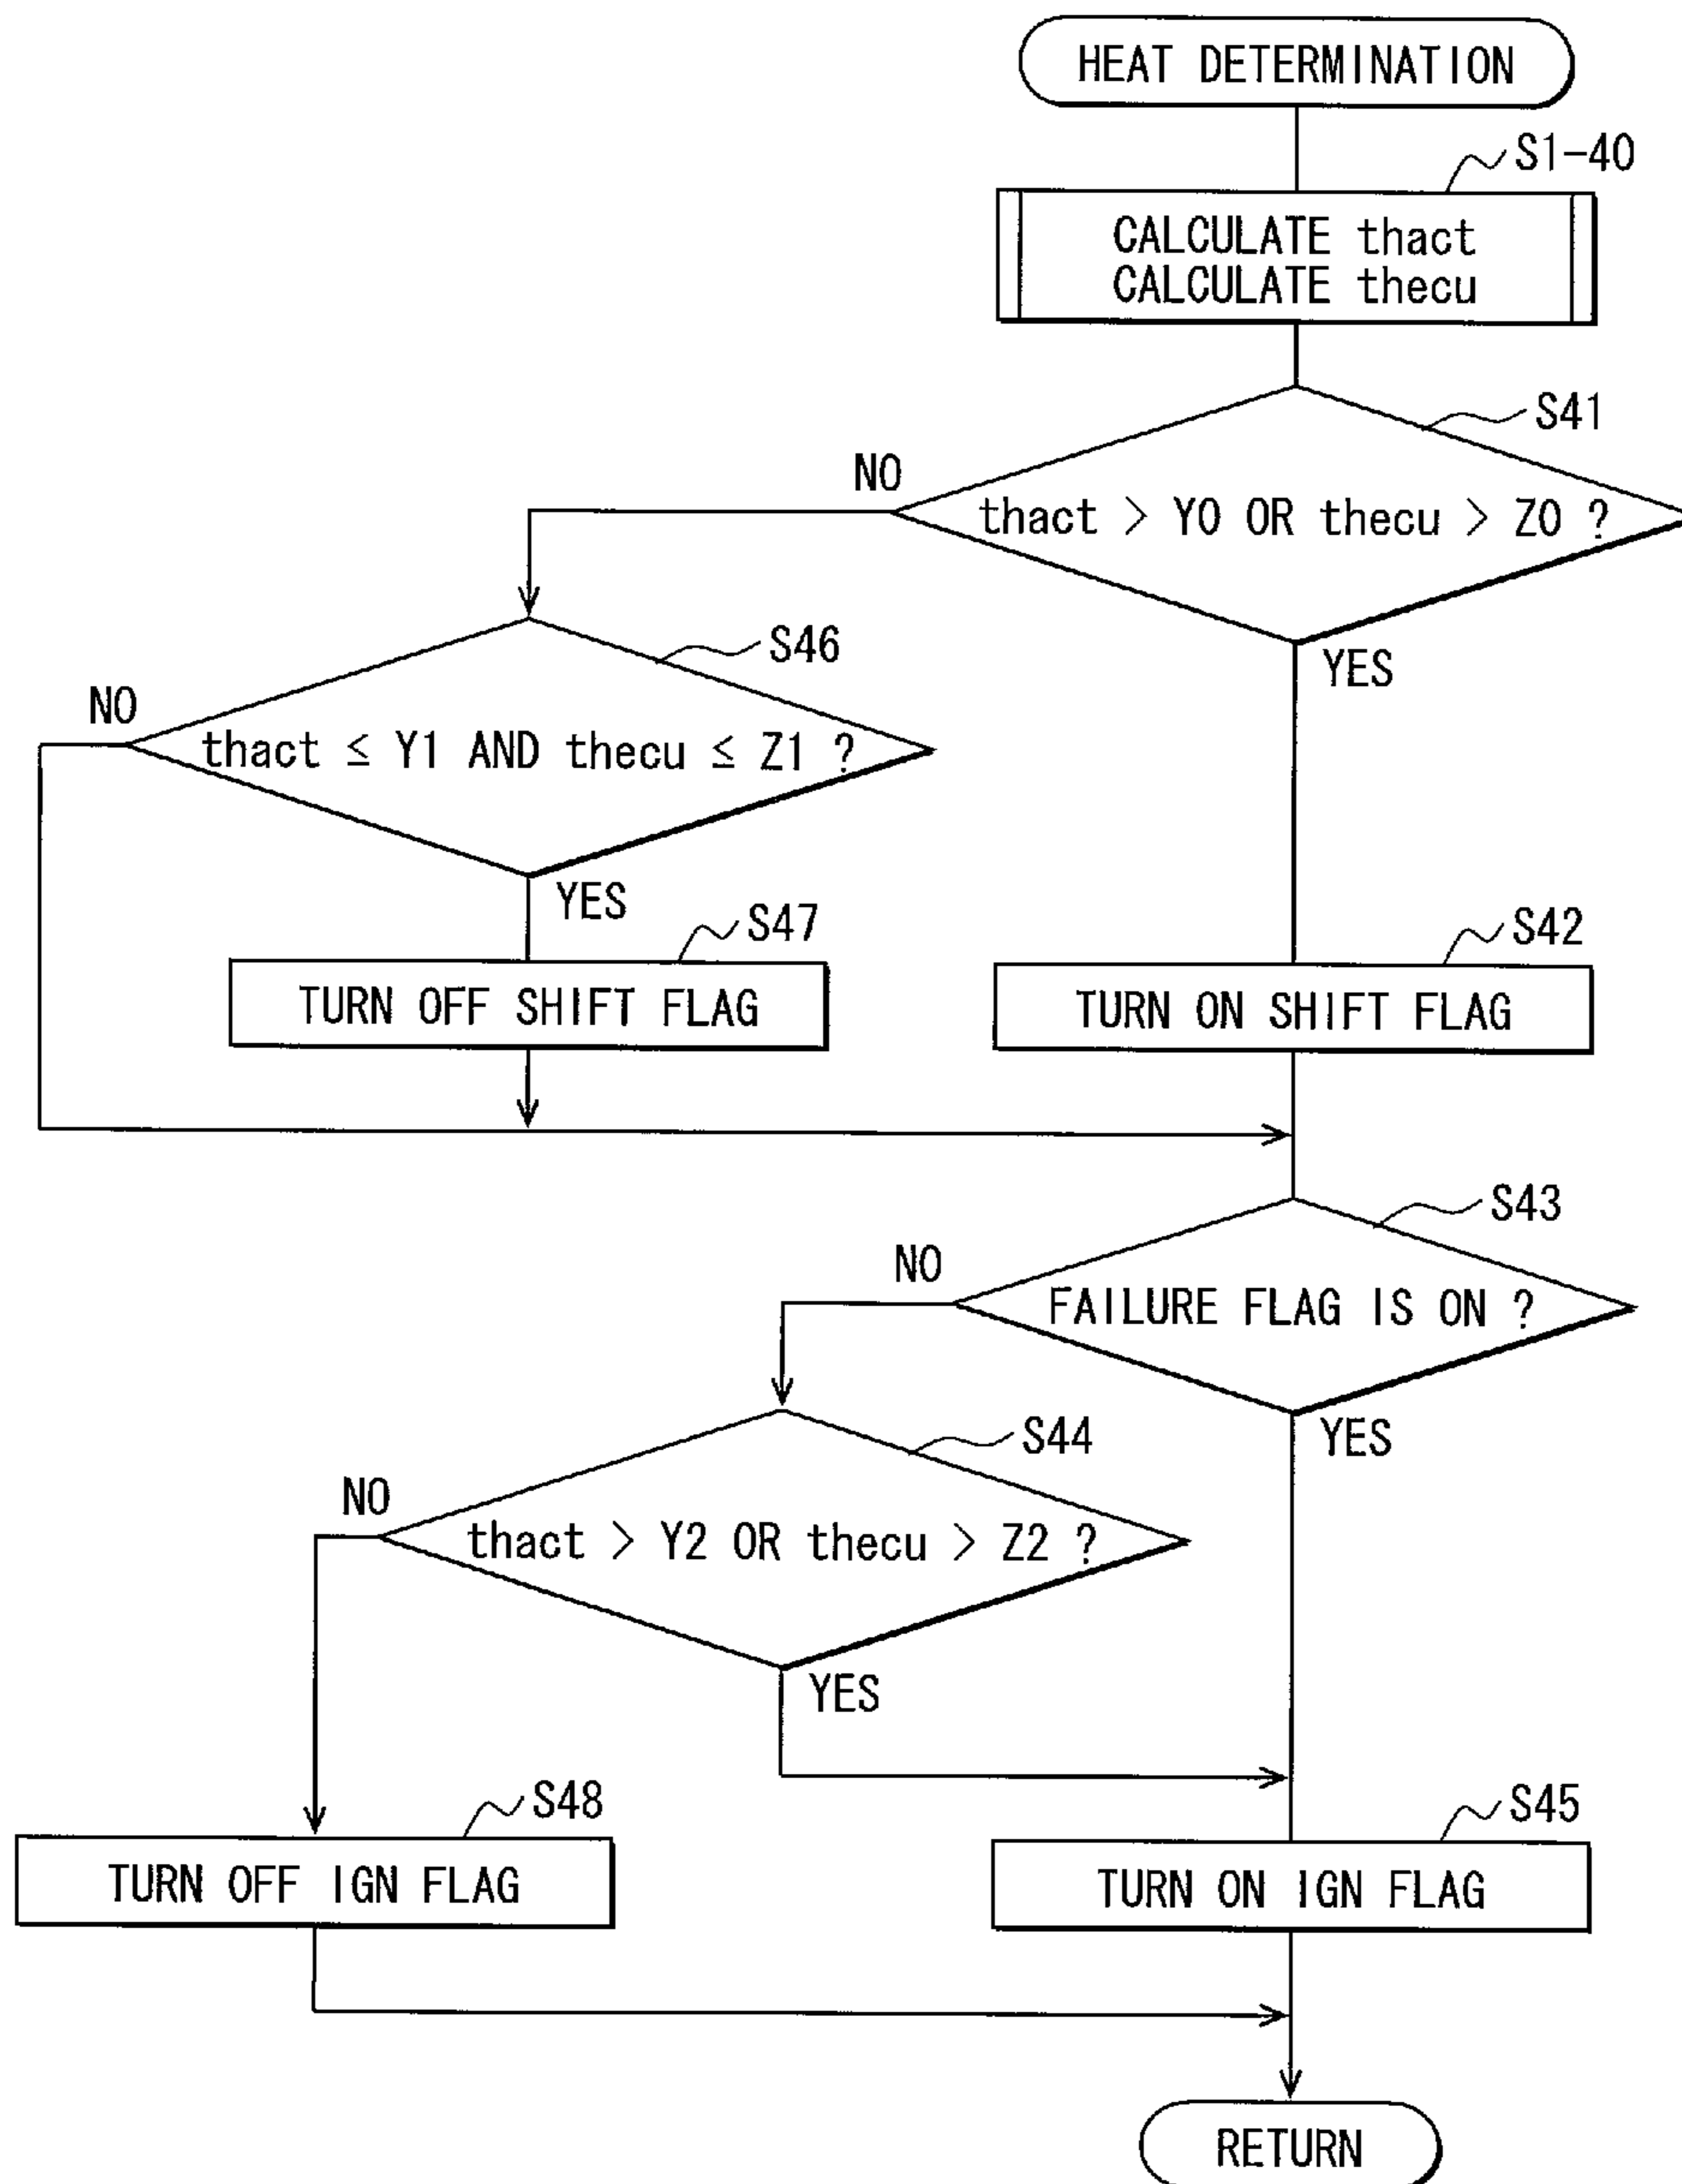 HEAT DETERMINATION
S1-40
CALCULATE thact
CALCULATE thecu
S41
NO
thact > Y0 OR thecu > Z0 ?
YES
S46
NO
thact ≤ Y1 AND thecu ≤ Z1 ?
YES
S47
TURN OFF SHIFT FLAG
S42
TURN ON SHIFT FLAG
S43
NO
FAILURE FLAG IS ON ?
YES
S44
NO
thact > Y2 OR thecu > Z2 ?
YES
S48
TURN OFF IGN FLAG
S45
TURN ON IGN FLAG
RETURN